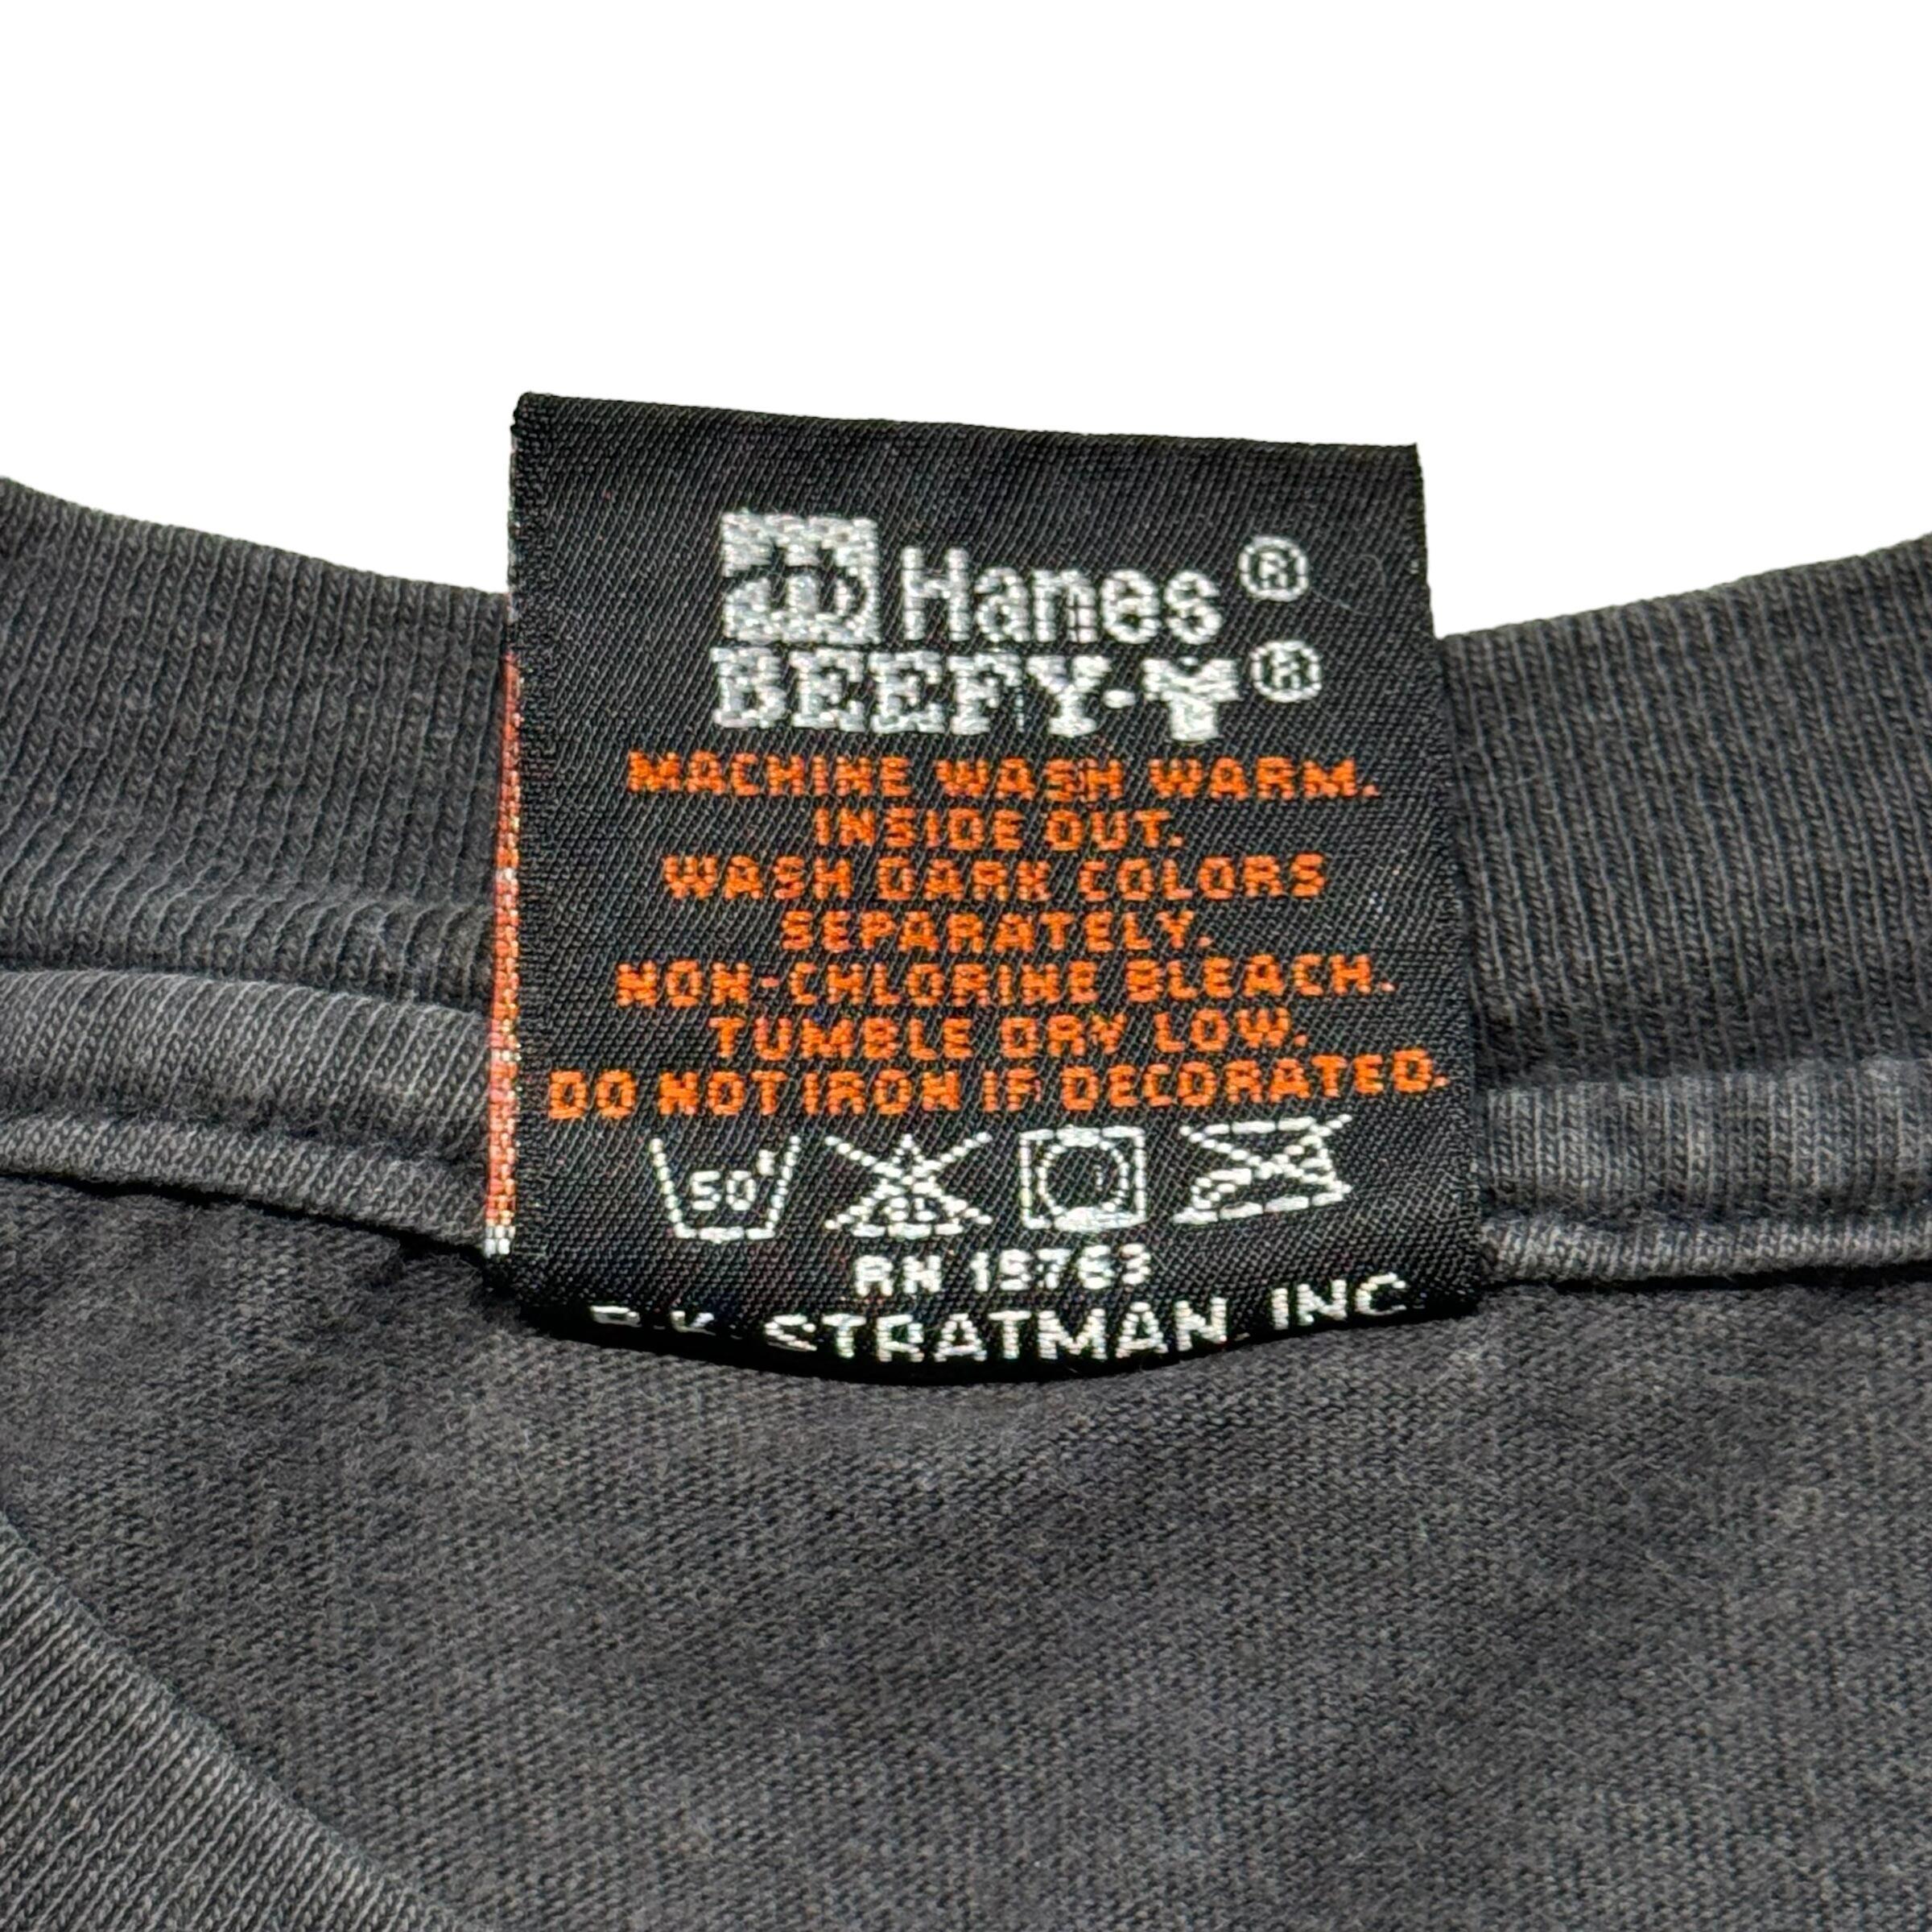 Hanes®
BEEFY-T®
MACHINE WASH WARM.
INSIDE OUT.
WASH DARK COLORS
SEPARATELY.
NON-CHLORINE BLEACH.
TUMBLE DRY LOW.
DO NOT IRON IF DECORATED.
50° CL
RN 15763
R.K. STRATMAN, INC.